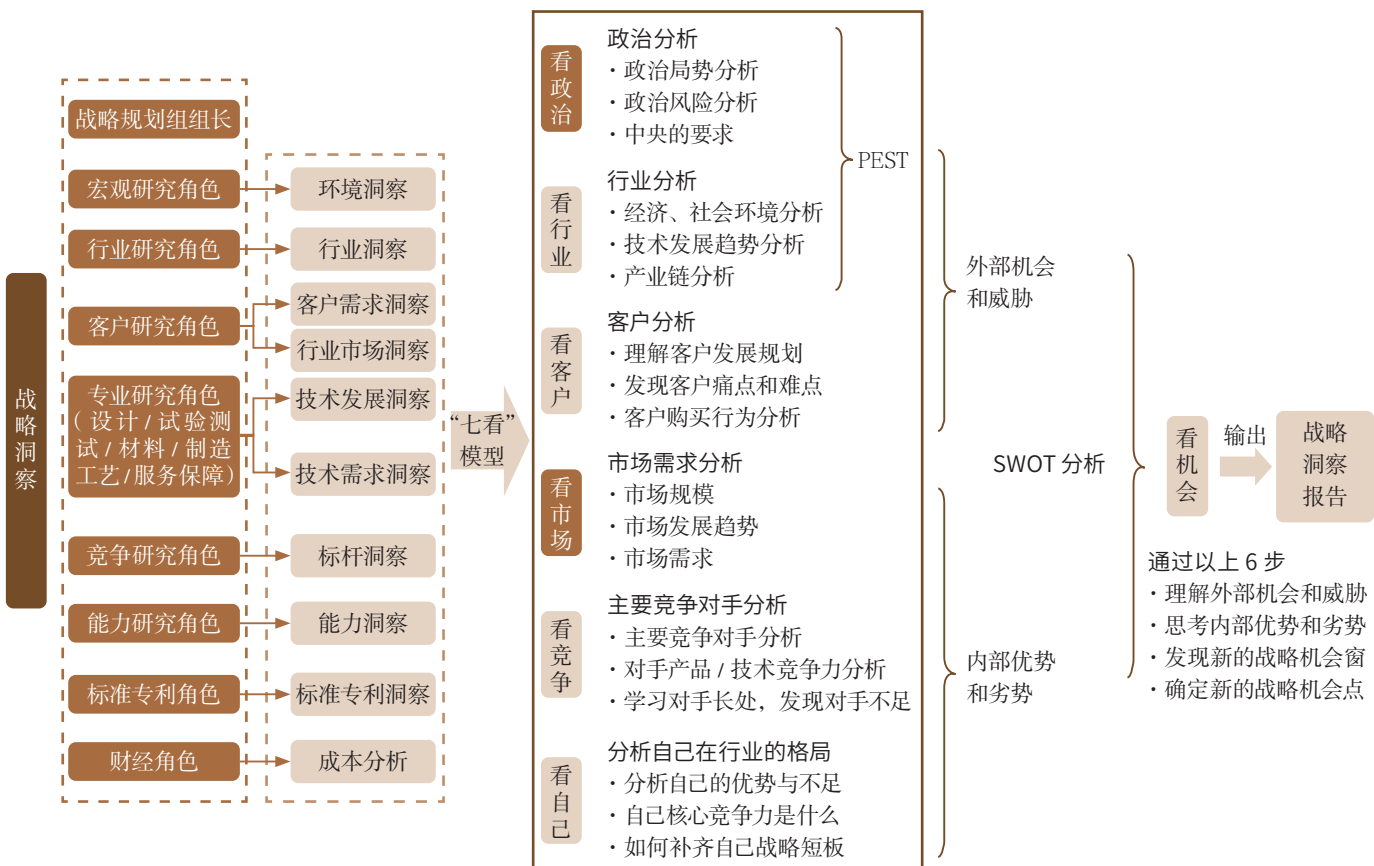 战略洞察
战略规划组组长
宏观研究角色
行业研究角色
客户研究角色
专业研究角色
（设计/试验测
试/材料/制造
工艺/服务保障）
竞争研究角色
能力研究角色
标准专利角色
财经角色
环境洞察
行业洞察
客户需求洞察
行业市场洞察
技术发展洞察
技术需求洞察
标杆洞察
能力洞察
标准专利洞察
成本分析
“七看”
模型
看政治
政治分析
·政治局势分析
·政治风险分析
·中央的要求
看行业
行业分析
·经济、社会环境分析
·技术发展趋势分析
·产业链分析
看客户
客户分析
·理解客户发展规划
·发现客户痛点和难点
·客户购买行为分析
看市场
市场需求分析
·市场规模
·市场发展趋势
·市场需求
看竞争
主要竞争对手分析
·主要竞争对手分析
·对手产品 / 技术竞争力分析
·学习对手长处，发现对手不足
看自己
分析自己在行业的格局
·分析自己的优势与不足
·自己核心竞争力是什么
·如何补齐自己战略短板
PEST
外部机会
和威胁
内部优势
和劣势
SWOT 分析
看机会
输出
战略
洞察
报告
通过以上 6 步
·理解外部机会和威胁
·思考内部优势和劣势
·发现新的战略机会窗
·确定新的战略机会点